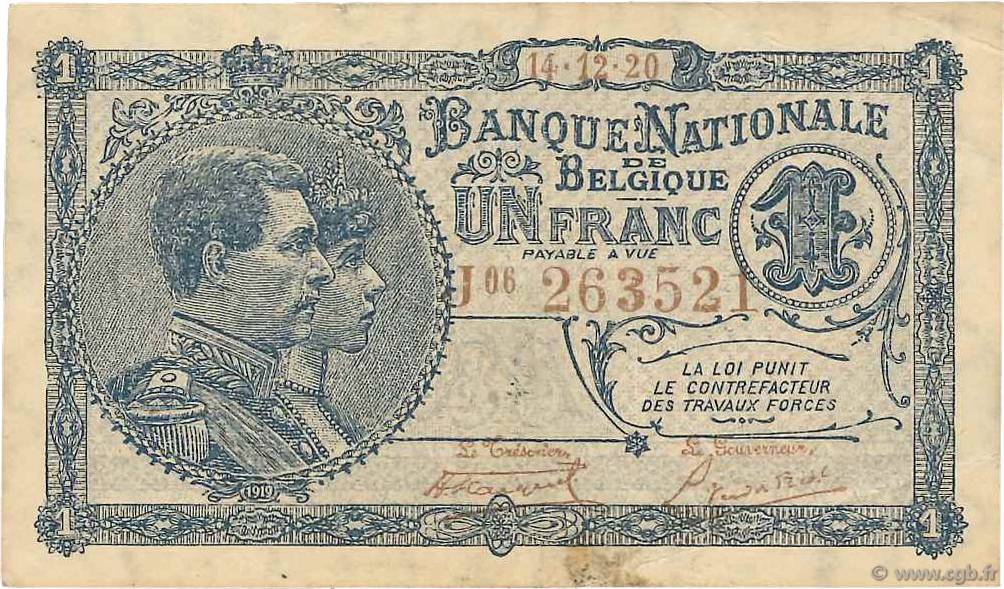 1
14·12·20
1
BANQUE NATIONALE
DE
BELGIQUE
UN FRANC
PAYABLE A VUE
1
J06 263521
LA LOI PUNIT
LE CONTREFACTEUR
DES TRAVAUX FORCES
Le Trésorier,
Le Gouverneur,
1919
1
1
© www.cgb.fr